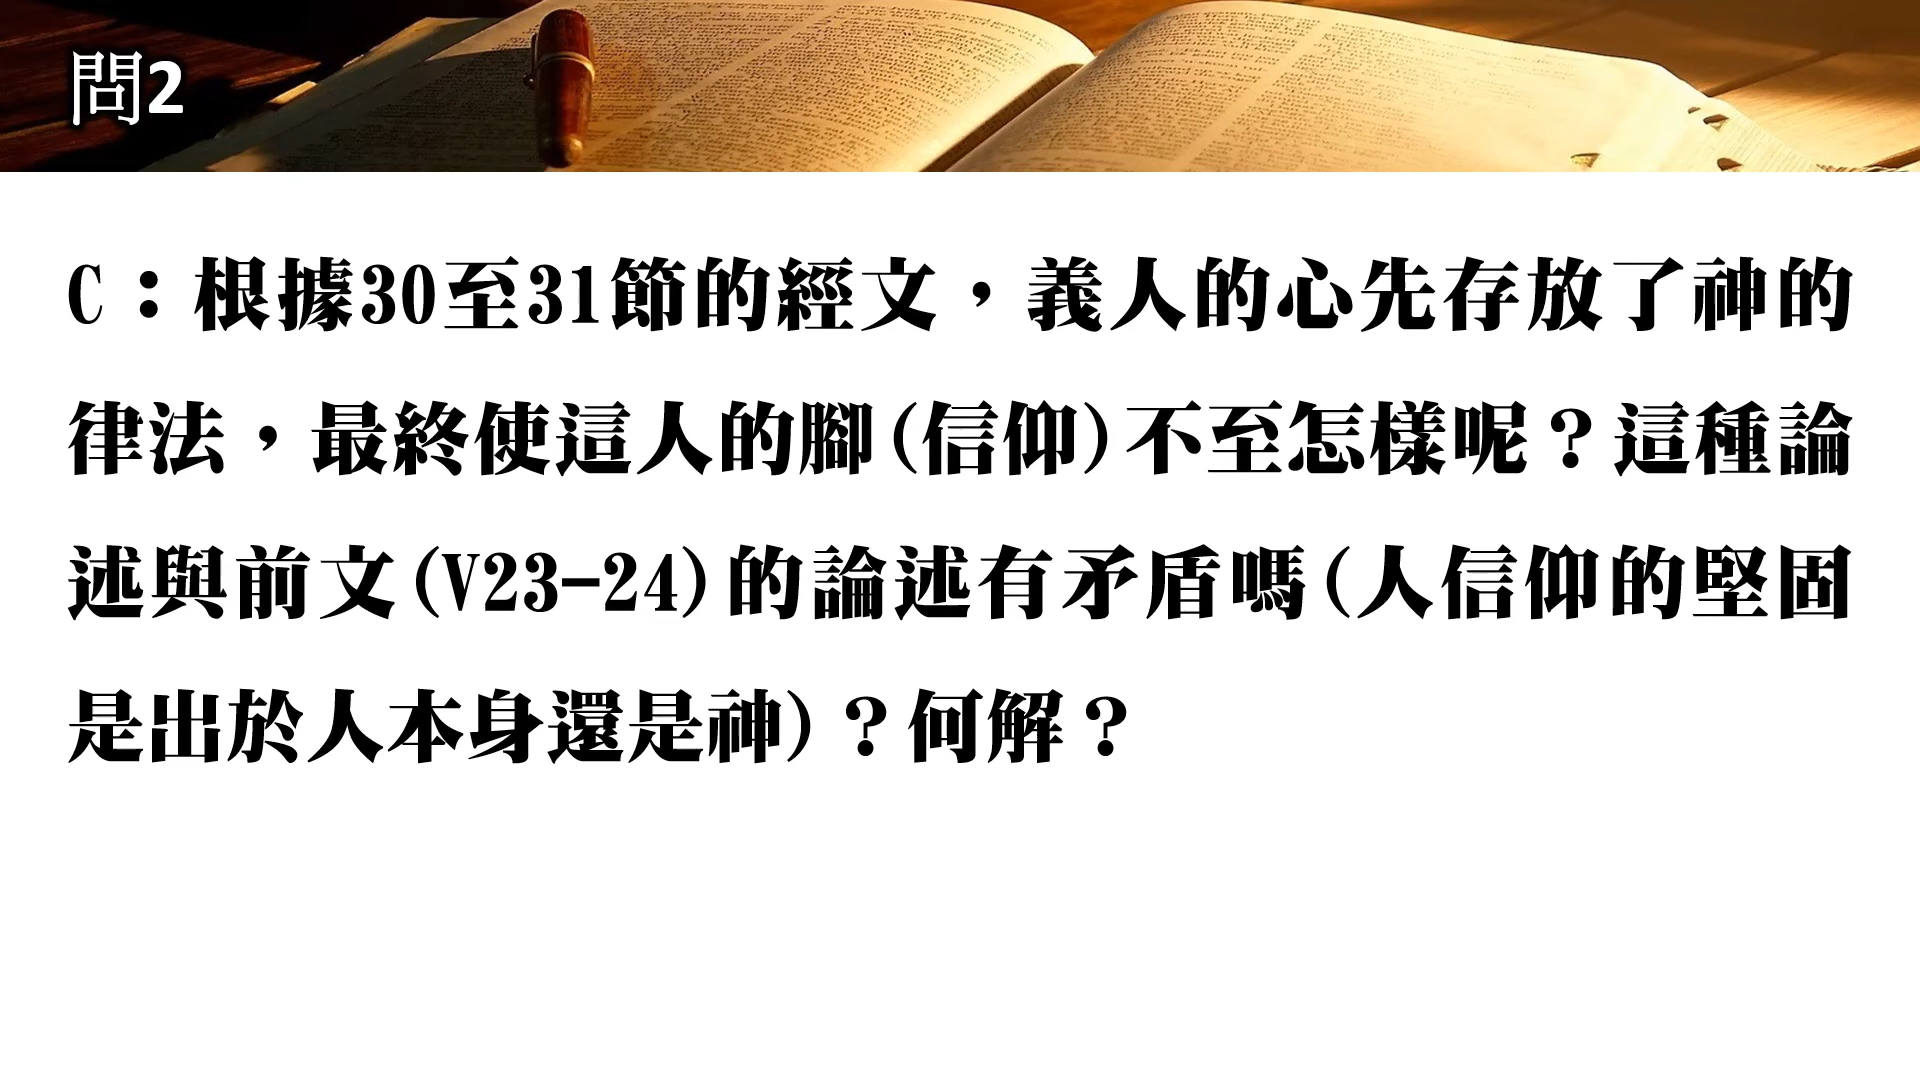 問2
C：根據30至31節的經文，義人的心先存放了神的
律法，最終使這人的腳(信仰)不至怎樣呢？這種論
述與前文(V23-24)的論述有矛盾嗎(人信仰的堅固
是出於人本身還是神)？何解？